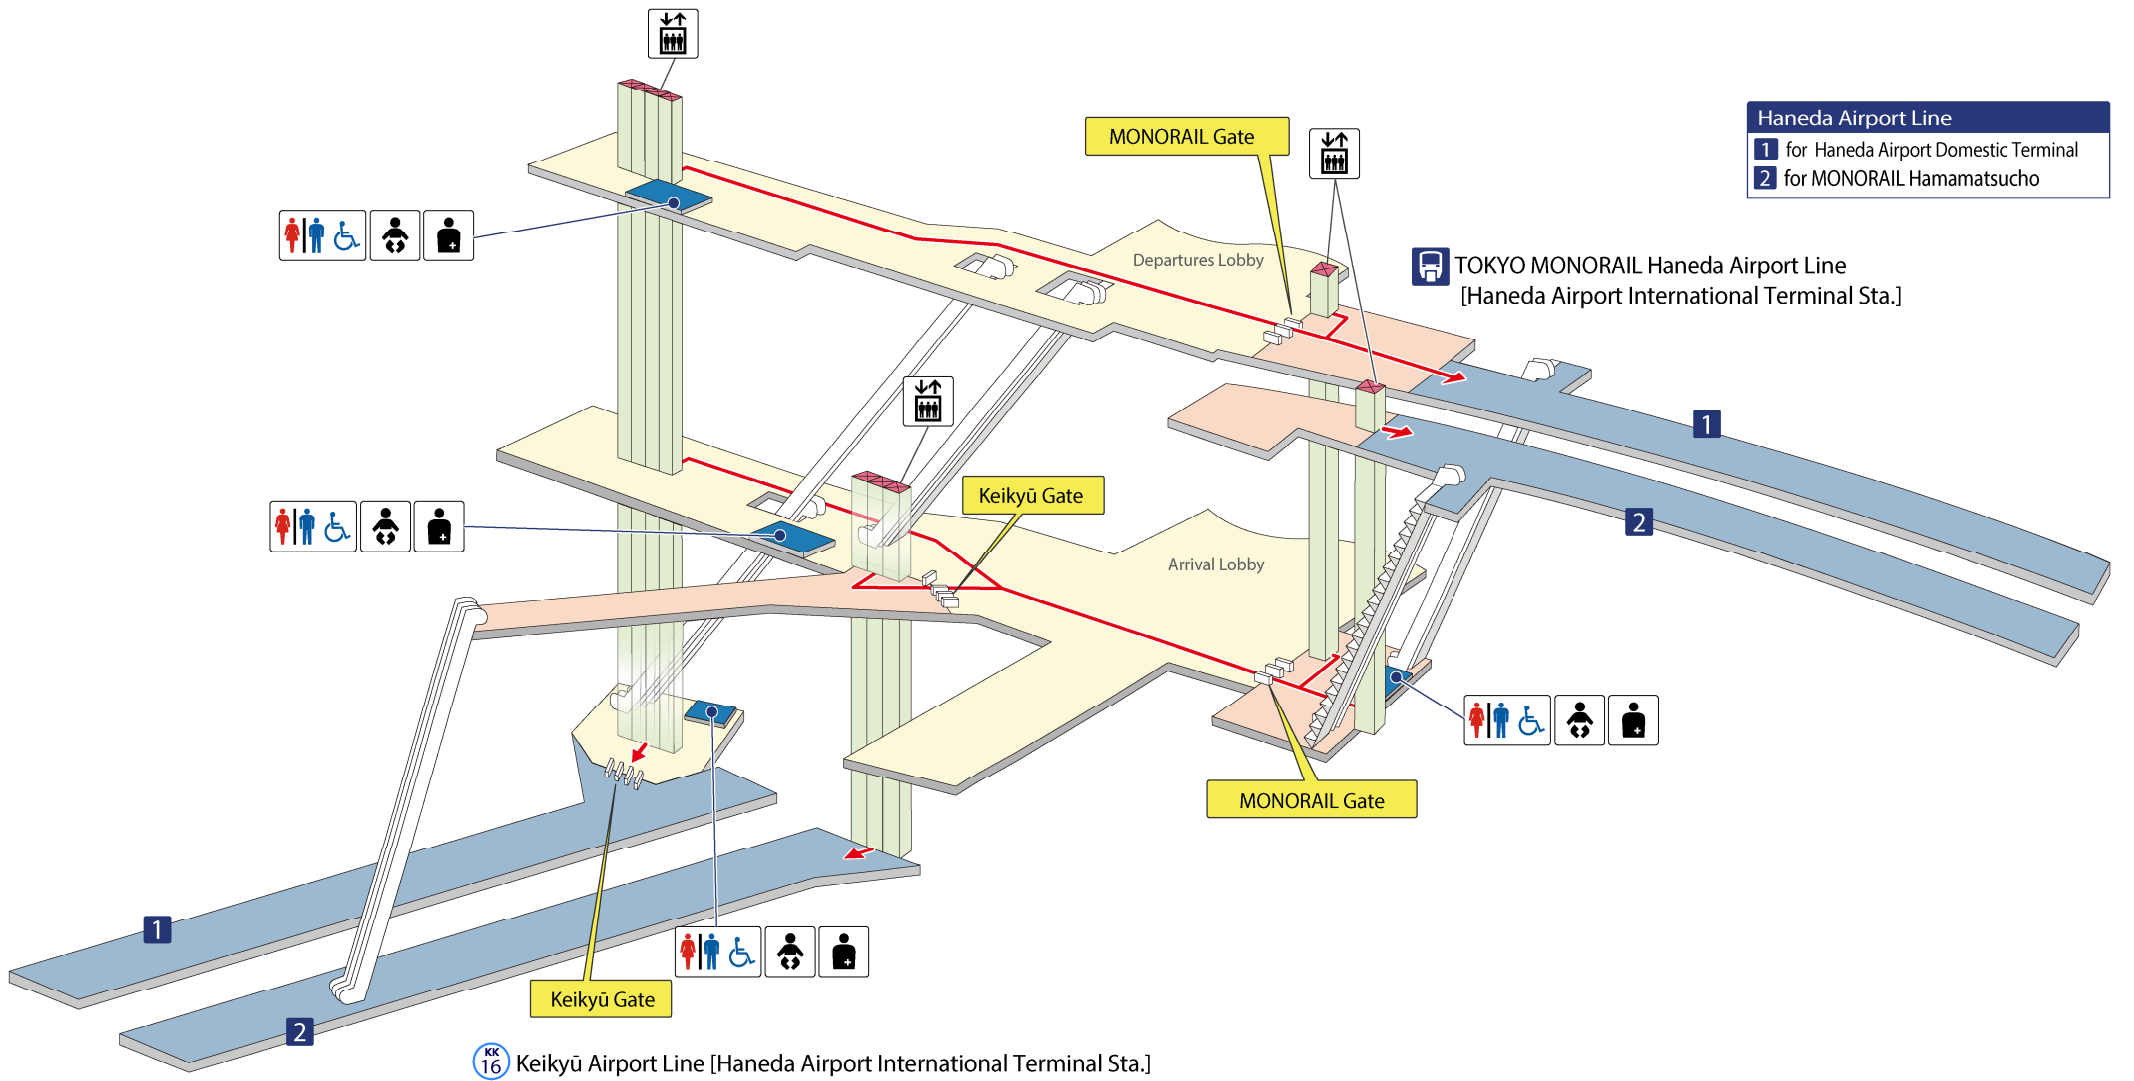 MONORAIL Gate
Haneda Airport Line
1 for Haneda Airport Domestic Terminal
2 for MONORAIL Hamamatsucho
Departures Lobby
TOKYO MONORAIL Haneda Airport Line
[Haneda Airport International Terminal Sta.]
1
Keikyū Gate
2
Arrival Lobby
MONORAIL Gate
1
Keikyū Gate
2
KK
16
Keikyū Airport Line [Haneda Airport International Terminal Sta.]